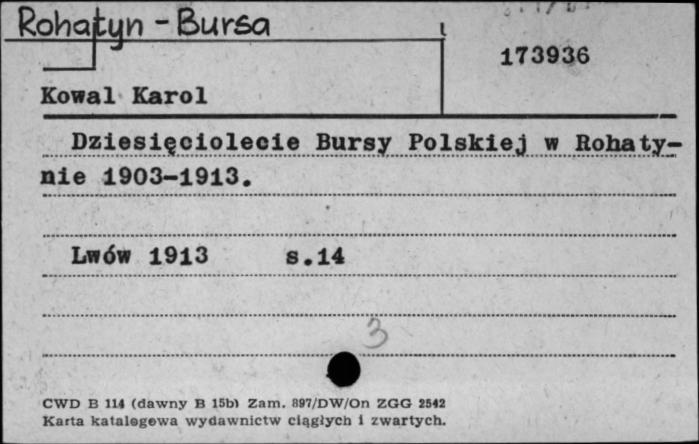 Rohatyn - Bursa
173936
Kowal Karol
Dziesięciolecie Bursy Polskiej w Rohaty-
nie 1903-1913.
Lwów 1913 s.14
3
CWD B 114 (dawny B 15b) Zam. 897/DW/On ZGG 2542
Karta katalogowa wydawnictw ciągłych i zwartych.